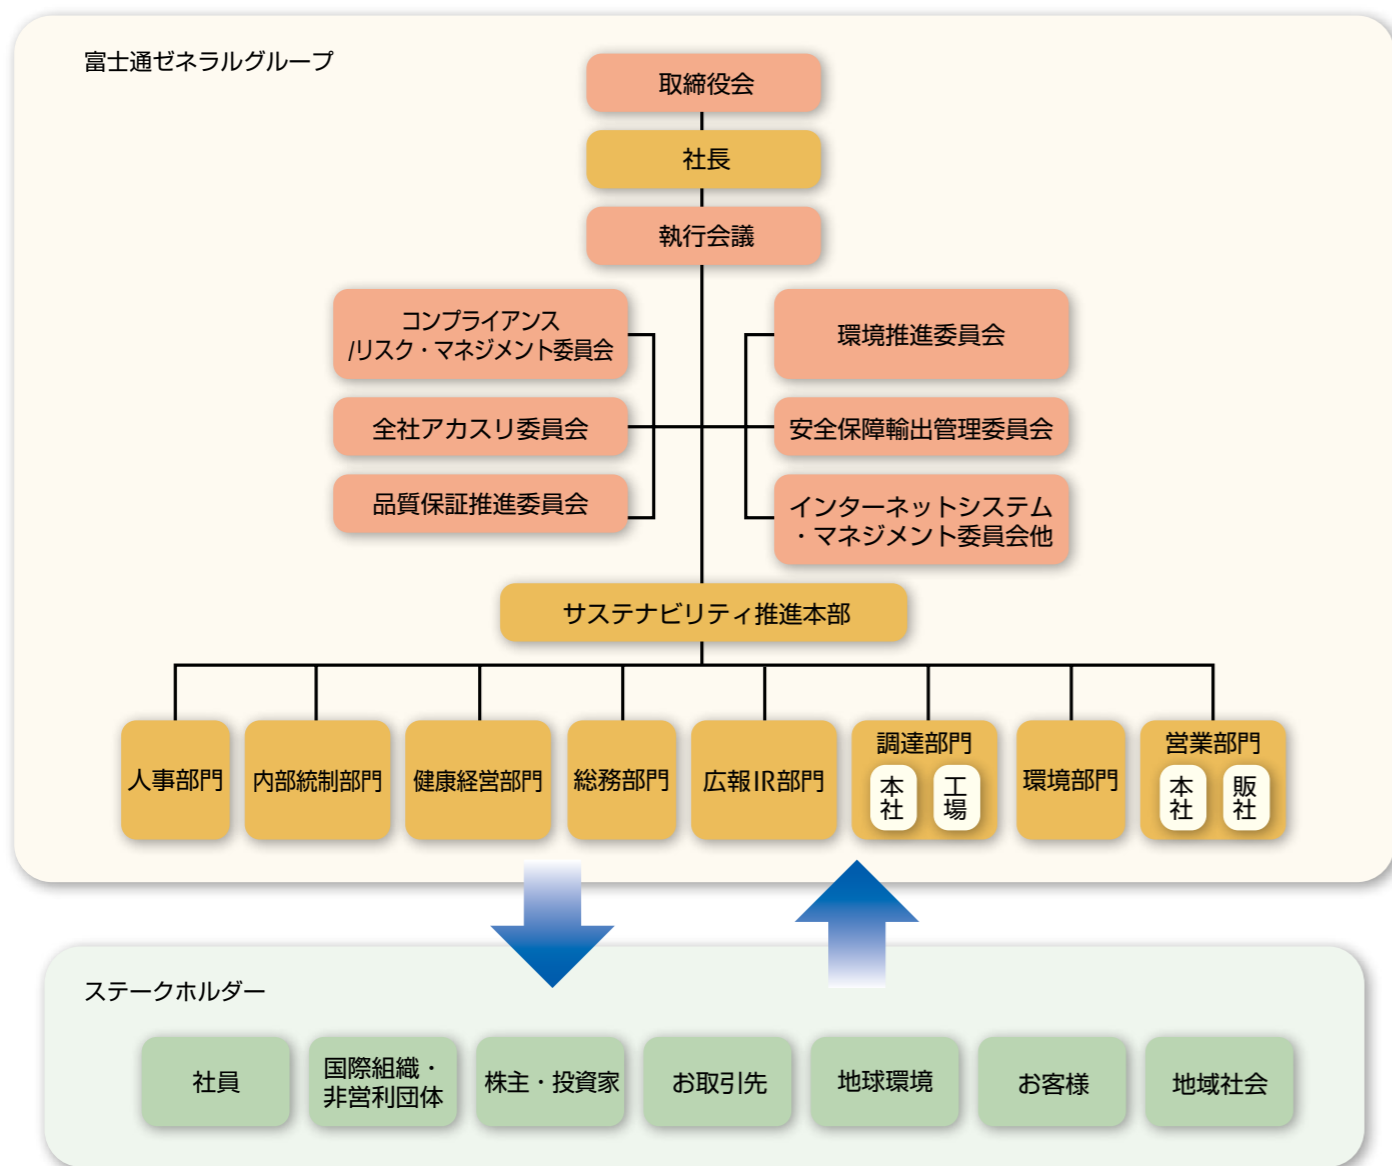 富士通ゼネラルグループ
取締役会
社長
執行会議
コンプライアンス
/リスク・マネジメント委員会
環境推進委員会
全社アカスリ委員会
安全保障輸出管理委員会
品質保証推進委員会
インターネットシステム
・マネジメント委員会他
サステナビリティ推進本部
人事部門
内部統制部門
健康経営部門
総務部門
広報IR部門
調達部門
本社
工場
環境部門
営業部門
本社
販社
ステークホルダー
社員
国際組織・
非営利団体
株主・投資家
お取引先
地球環境
お客様
地域社会